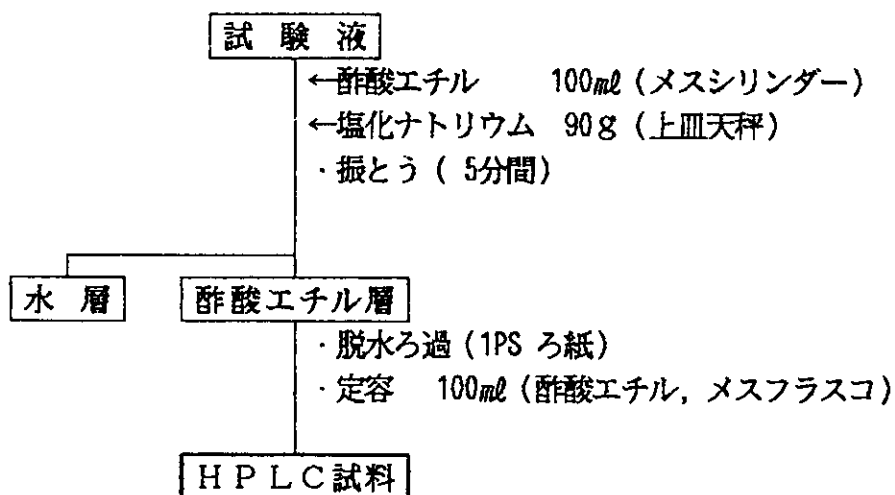 試験液
←酢酸エチル 100㎖ (メスシリンダー)
←塩化ナトリウム 90g (上皿天秤)
・振とう ( 5分間)
水層 酢酸エチル層
・脱水ろ過 (1PS ろ紙)
・定容 100㎖ (酢酸エチル, メスフラスコ)
HPLC試料